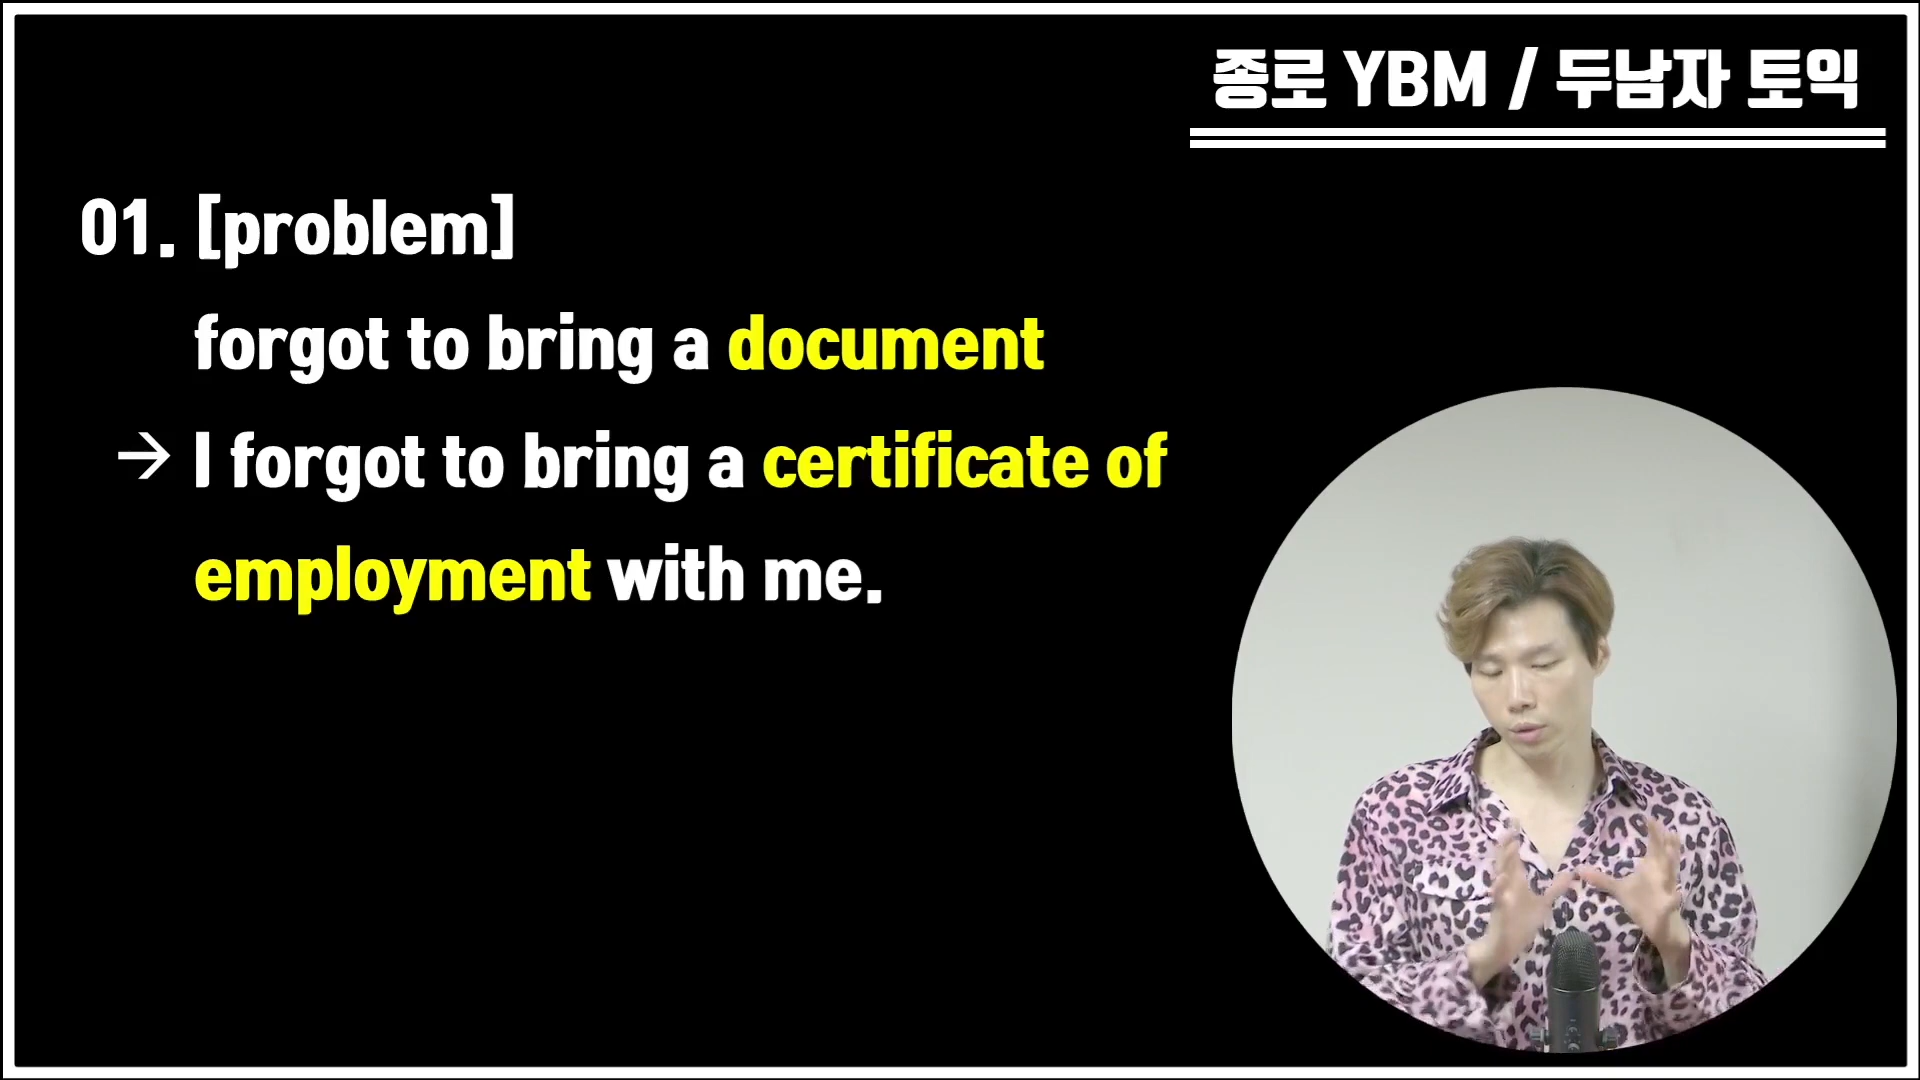 종로 YBM / 두남자 토익
01. [problem]
forgot to bring a document
→ I forgot to bring a certificate of
employment with me.